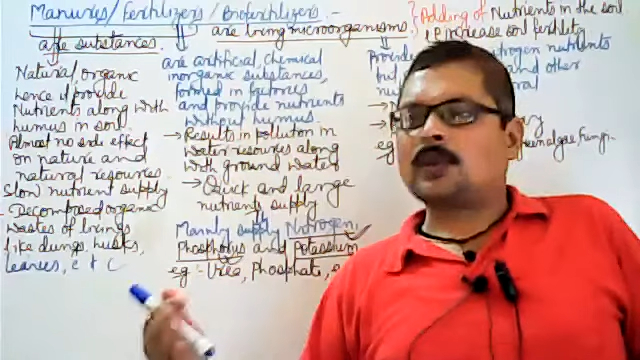 Manures/ Fertilizers/ Biofertilizers.-
} Adding of Nutrients in the soil
i.e increase soil fertility
are substances.
are living microorganisms.
Natural, organic
hence it provide
Nutrients along with
humus in soil.
Almost no side effect
on nature and
natural resources.
Slow nutrient supply
- Decomposed organic
wastes of livings
like dungs, husks,
leaves, e t c
are artificial, chemical
inorganic substances,
formed in factories
and provide nutrients
without humus.
→ Results in pollution in
water resources along
with ground water
→ Quick and large
nutrients supply
Mainly supply Nitrogen,
Phosphorus and Potassium
eg :- Urea, Phosphate,
Provide
nitrogen nutrients
and other
eg
algae fungi